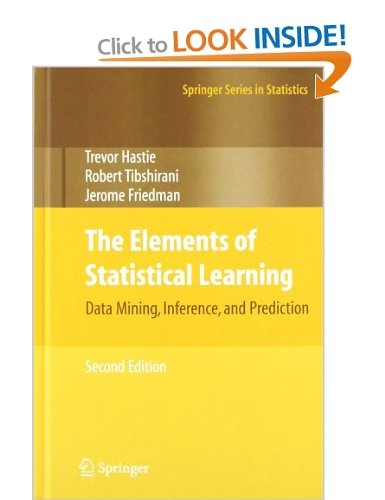 Click to LOOK INSIDE!
Springer Series in Statistics
Trevor Hastie
Robert Tibshirani
Jerome Friedman
The Elements of
Statistical Learning
Data Mining, Inference, and Prediction
Second Edition
Springer